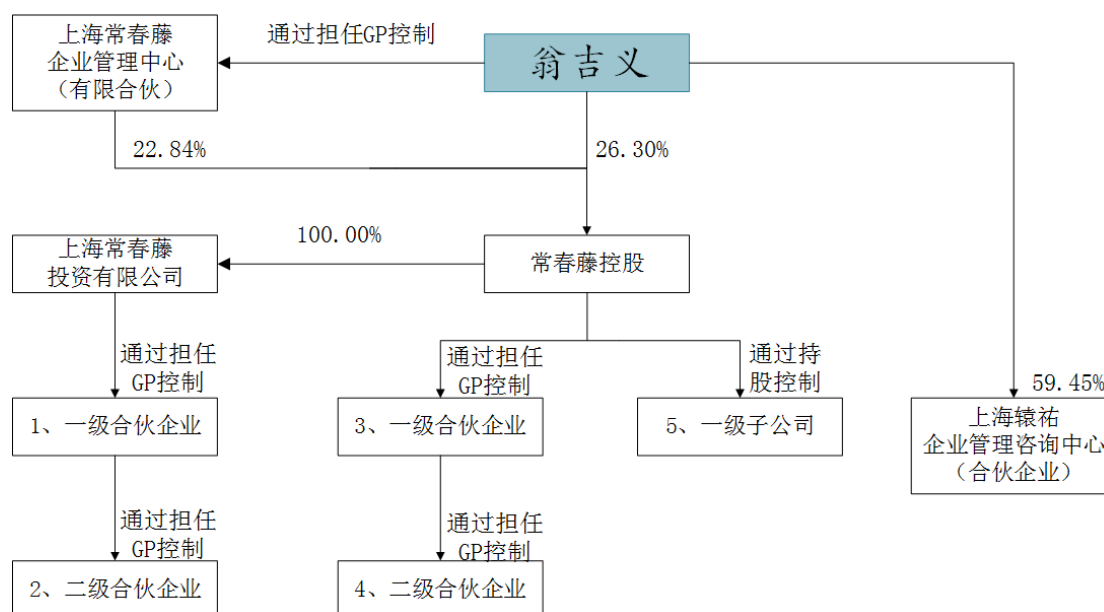 上海常春藤
企业管理中心
（有限合伙）
通过担任GP控制
翁吉义
22.84%
26.30%
上海常春藤
投资有限公司
100.00%
常春藤控股
通过担任
GP控制
通过担任
GP控制
通过持
股控制
59.45%
1、一级合伙企业
3、一级合伙企业
5、一级子公司
上海辕祐
企业管理咨询中心
（合伙企业）
通过担任
GP控制
通过担任
GP控制
2、二级合伙企业
4、二级合伙企业